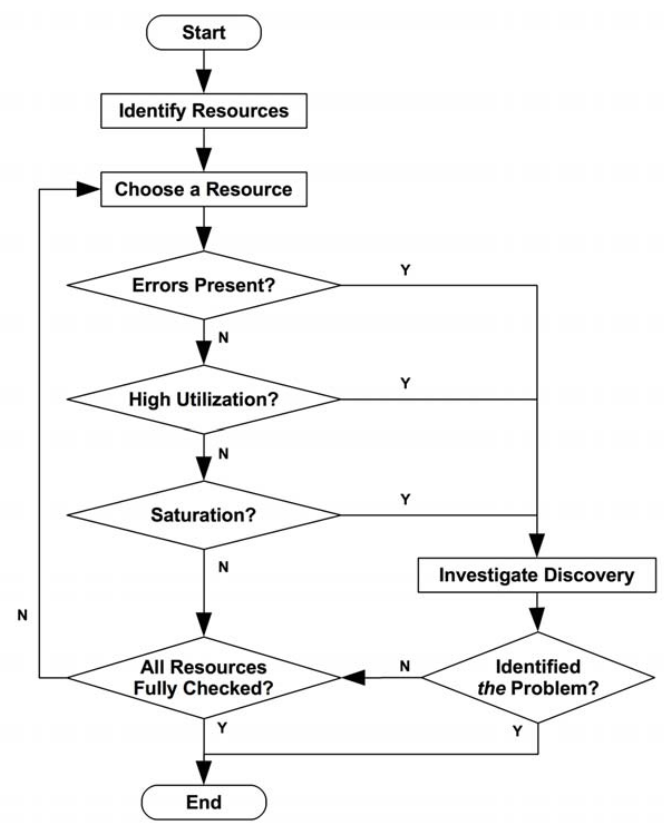 Start
Identify Resources
Choose a Resource
Errors Present?
Y
N
High Utilization?
Y
N
Saturation?
Y
N
Investigate Discovery
N
All Resources
Fully Checked?
N
Identified
the Problem?
Y
Y
End